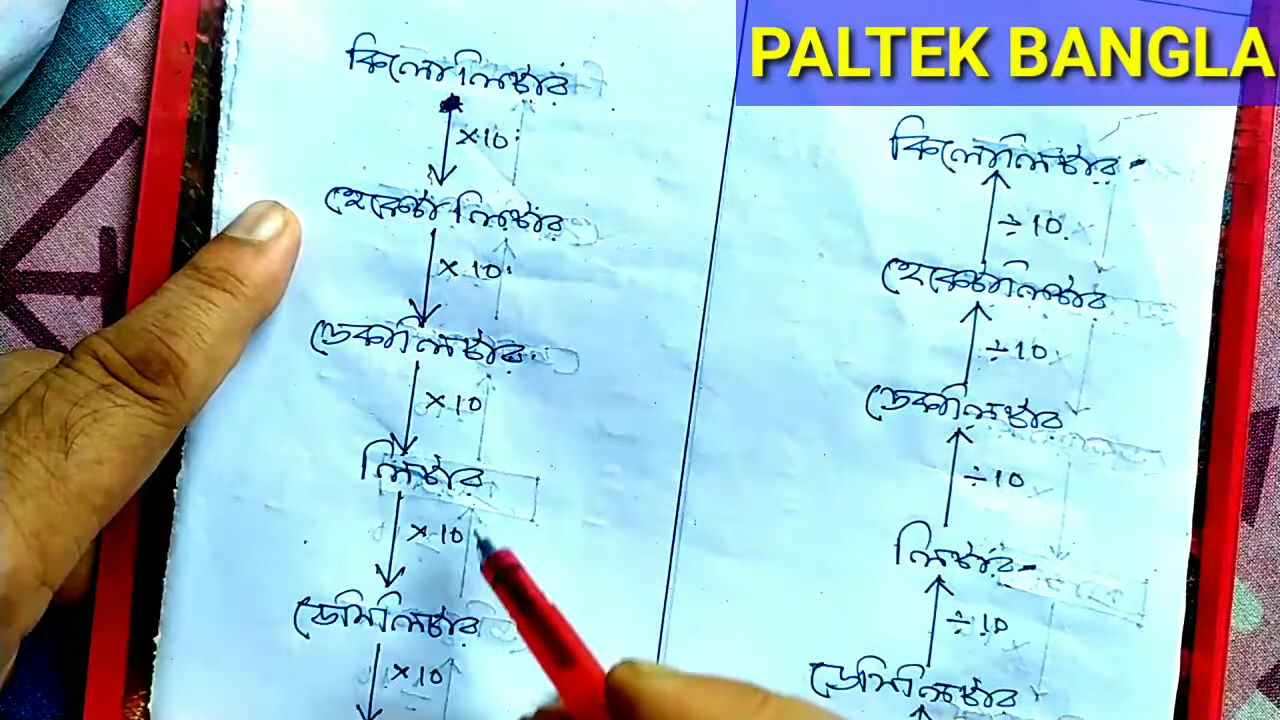 PALTEK BANGLA
কিলোলিটার
×10
হেক্টোলিটার
×10
ডেকালিটার
×10
লিটার
×10
ডেসিলিটার
×10
কিলোলিটার
÷10
হেক্টোলিটার
÷10
ডেকালিটার
÷10
লিটার
÷10
ডেসিলিটার